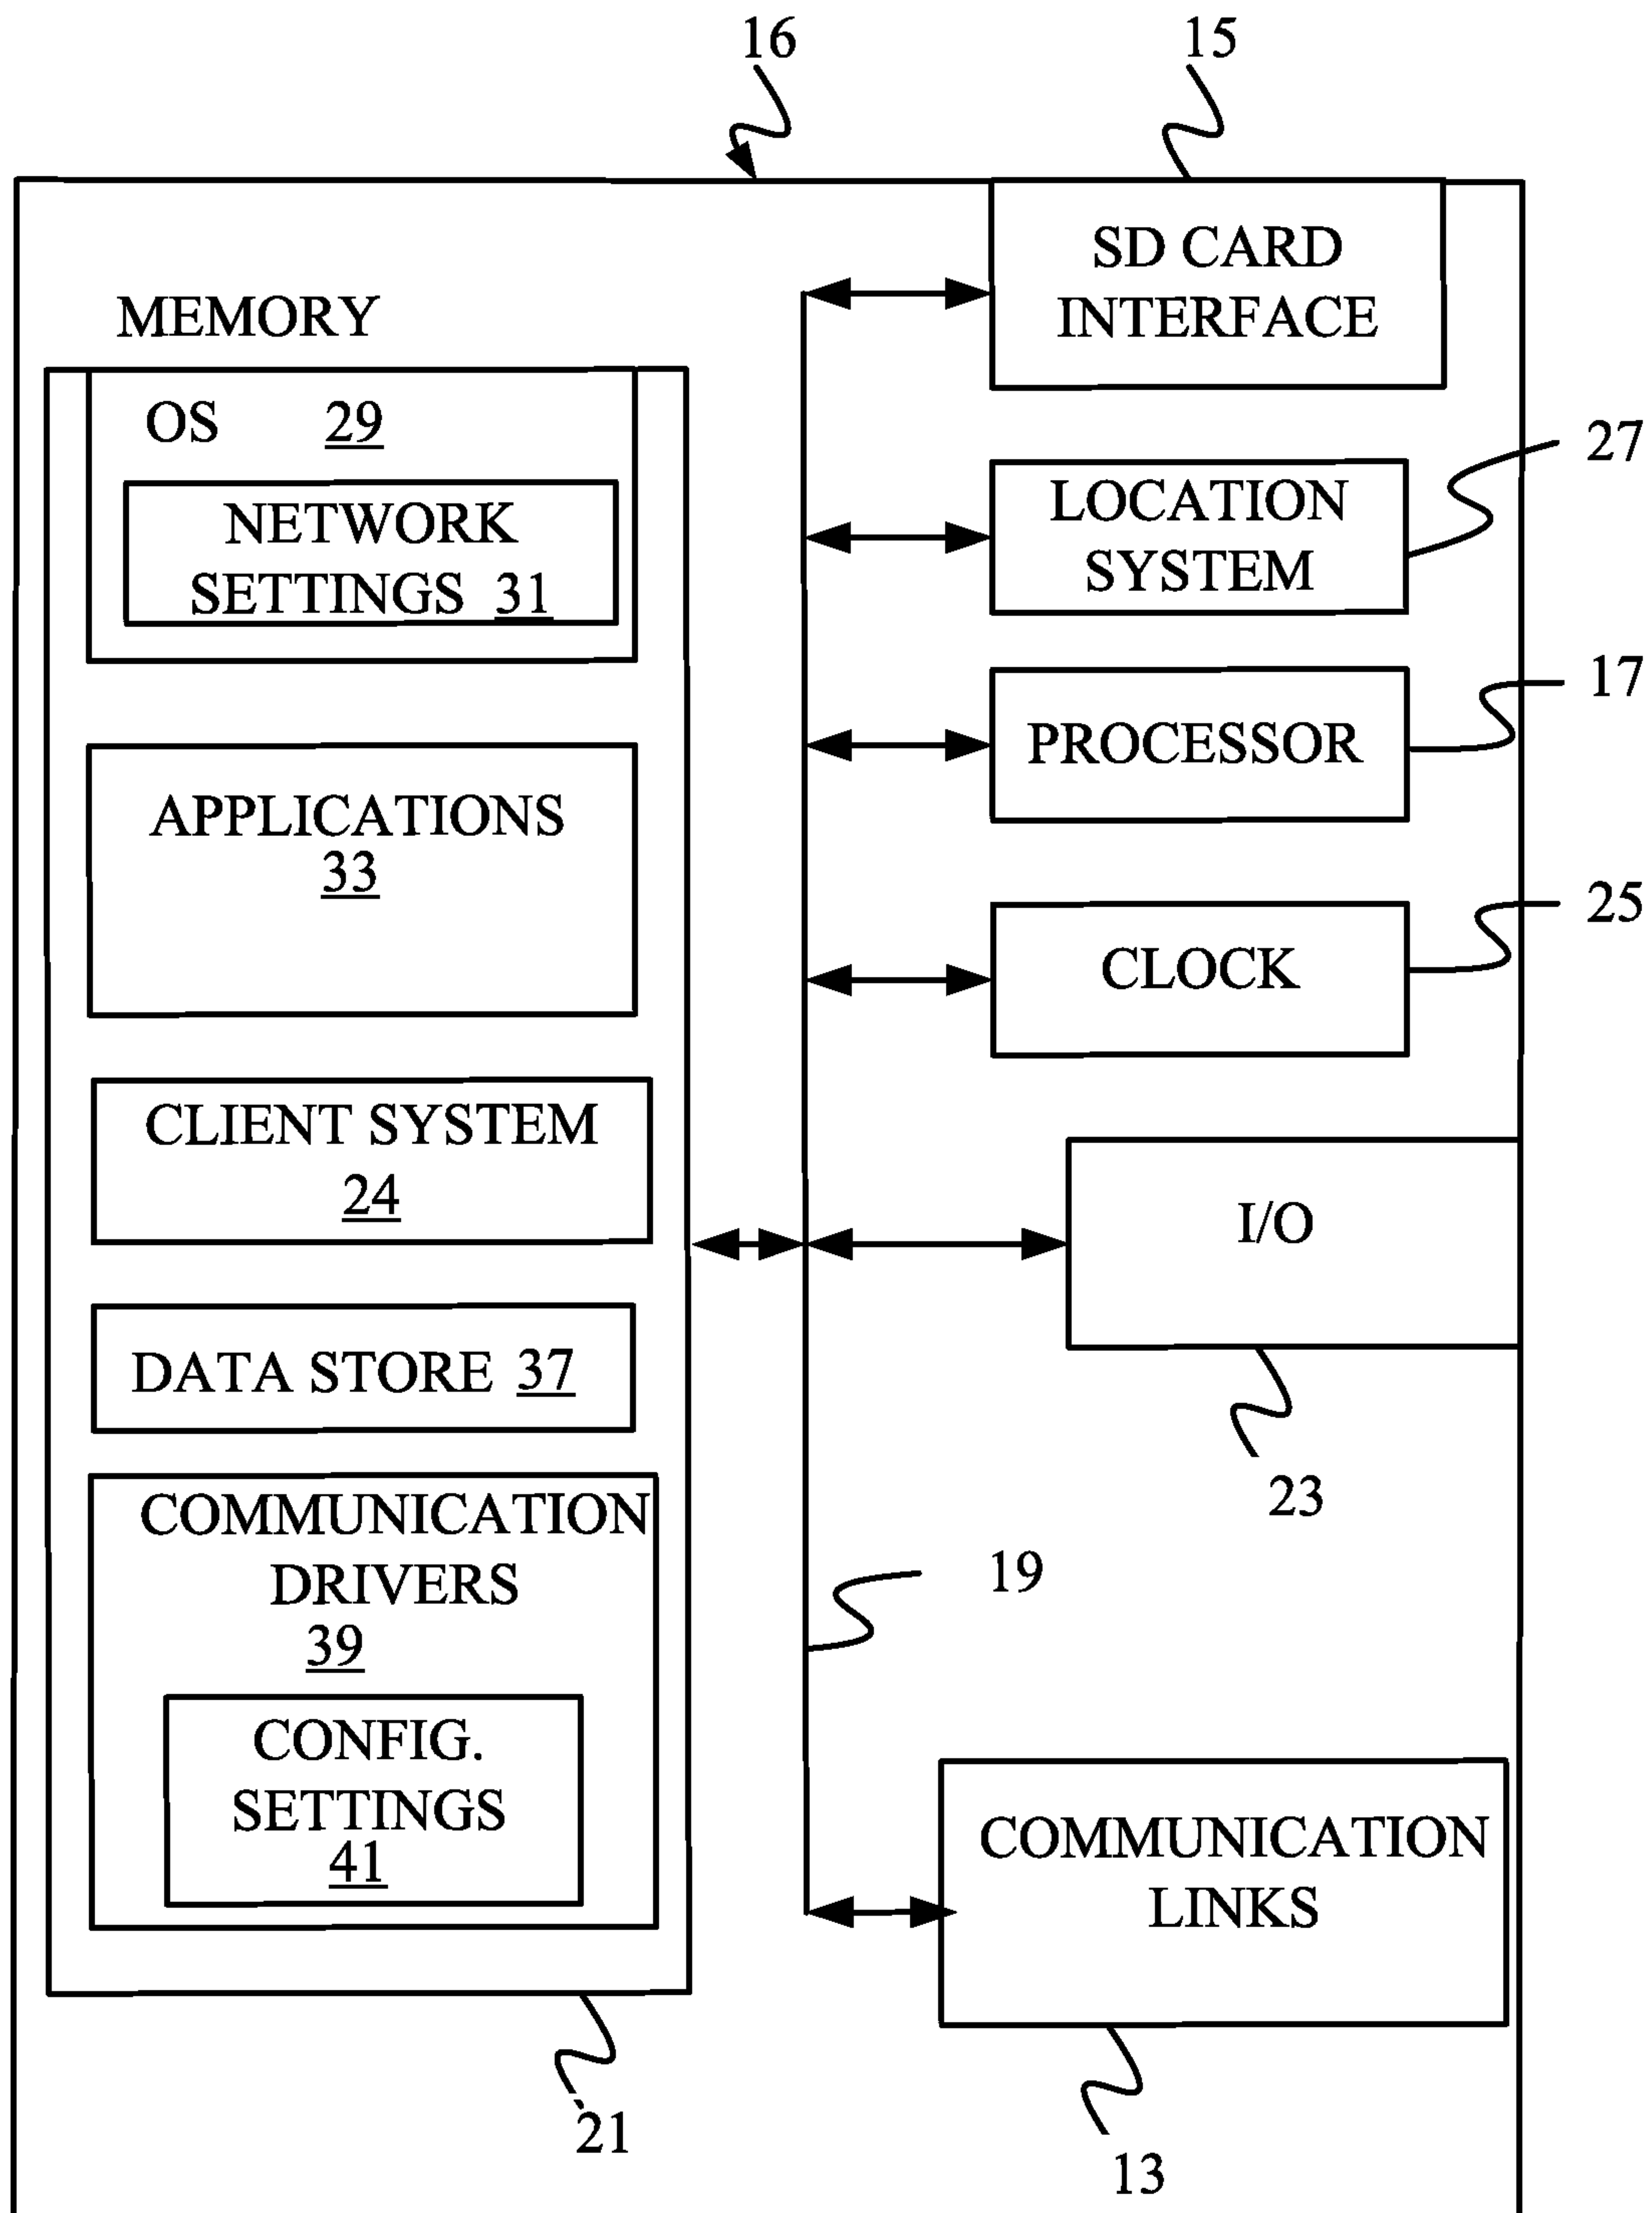 16
15
SD CARD
INTERFACE
MEMORY
OS 29
NETWORK
SETTINGS 31
27
LOCATION
SYSTEM
17
PROCESSOR
APPLICATIONS
33
25
CLOCK
CLIENT SYSTEM
24
I/O
23
DATA STORE 37
COMMUNICATION
DRIVERS
39
CONFIG.
SETTINGS
41
19
COMMUNICATION
LINKS
21
13